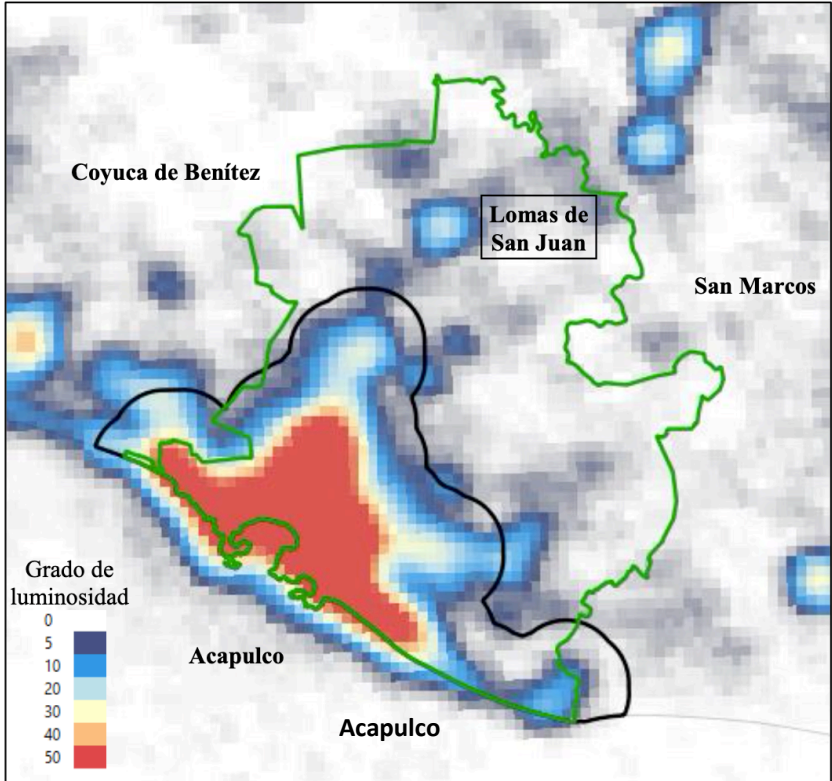 Coyuca de Benítez
Lomas de
San Juan
San Marcos
Grado de
luminosidad
0
5
10
20
30
40
50
Acapulco
Acapulco